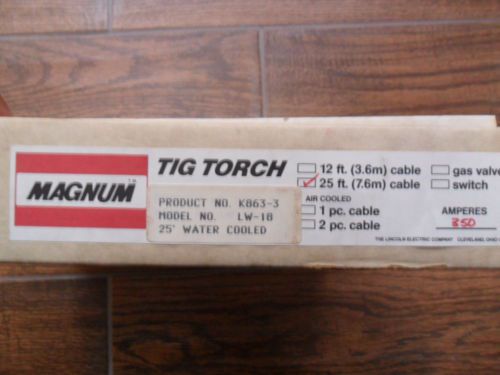 MAGNUM T.M.
TIG TORCH
PRODUCT NO. K863-3
MODEL NO. LW-18
25' WATER COOLED
12 ft. (3.6m) cable
25 ft. (7.6m) cable
AIR COOLED
1 pc. cable
2 pc. cable
gas valve
switch
AMPERES
350
THE LINCOLN ELECTRIC COMPANY CLEVELAND, OHIO